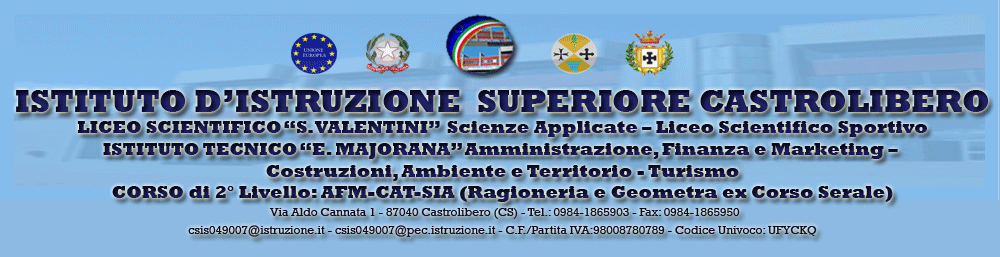 UNIONE
EUROPEA
ISTITUTO D'ISTRUZIONE SUPERIORE CASTROLIBERO
LICEO SCIENTIFICO "S.VALENTINI" Scienze Applicate – Liceo Scientifico Sportivo
ISTITUTO TECNICO "E. MAJORANA" Amministrazione, Finanza e Marketing –
Costruzioni, Ambiente e Territorio - Turismo
CORSO di 2° Livello: AFM-CAT-SIA (Ragioneria e Geometra ex Corso Serale)
Via Aldo Cannata 1 - 87040 Castrolibero (CS) - Tel.: 0984-1865903 - Fax: 0984-1865950
csis049007@istruzione.it - csis049007@pec.istruzione.it - C.F./Partita IVA:98008780789 - Codice Univoco: UFYCKQ